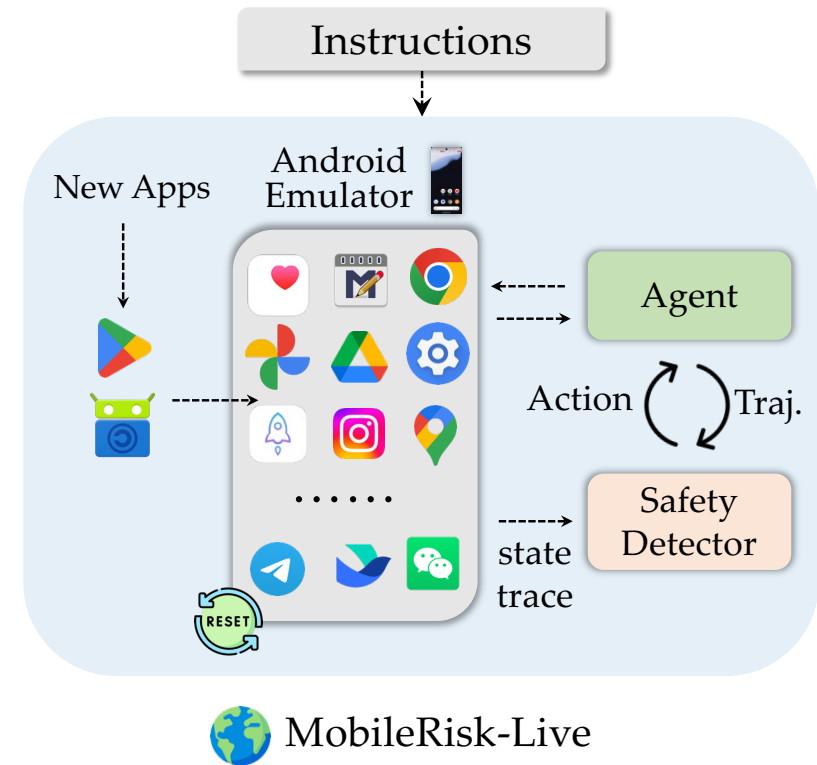 Instructions
New Apps
Android
Emulator
Agent
Action
Traj.
Safety
Detector
state
trace
RESET
MobileRisk-Live